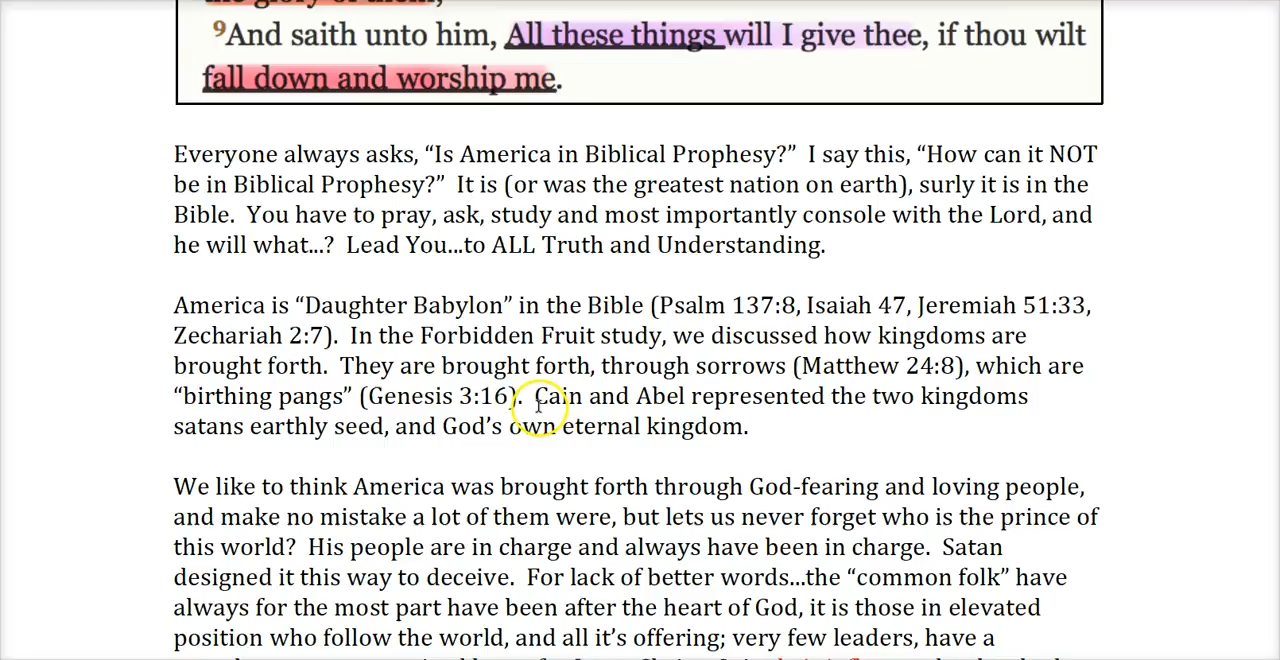 the glory of them;
9And saith unto him, All these things will I give thee, if thou wilt
fall down and worship me.
Everyone always asks, “Is America in Biblical Prophesy?”  I say this, “How can it NOT
be in Biblical Prophesy?”  It is (or was the greatest nation on earth), surly it is in the
Bible.  You have to pray, ask, study and most importantly console with the Lord, and
he will what...?  Lead You...to ALL Truth and Understanding.
America is “Daughter Babylon” in the Bible (Psalm 137:8, Isaiah 47, Jeremiah 51:33,
Zechariah 2:7).  In the Forbidden Fruit study, we discussed how kingdoms are
brought forth.  They are brought forth, through sorrows (Matthew 24:8), which are
“birthing pangs” (Genesis 3:16).  Cain and Abel represented the two kingdoms
satans earthly seed, and God’s own eternal kingdom.
We like to think America was brought forth through God-fearing and loving people,
and make no mistake a lot of them were, but lets us never forget who is the prince of
this world?  His people are in charge and always have been in charge.  Satan
designed it this way to deceive.  For lack of better words...the “common folk” have
always for the most part have been after the heart of God, it is those in elevated
position who follow the world, and all it’s offering; very few leaders, have a